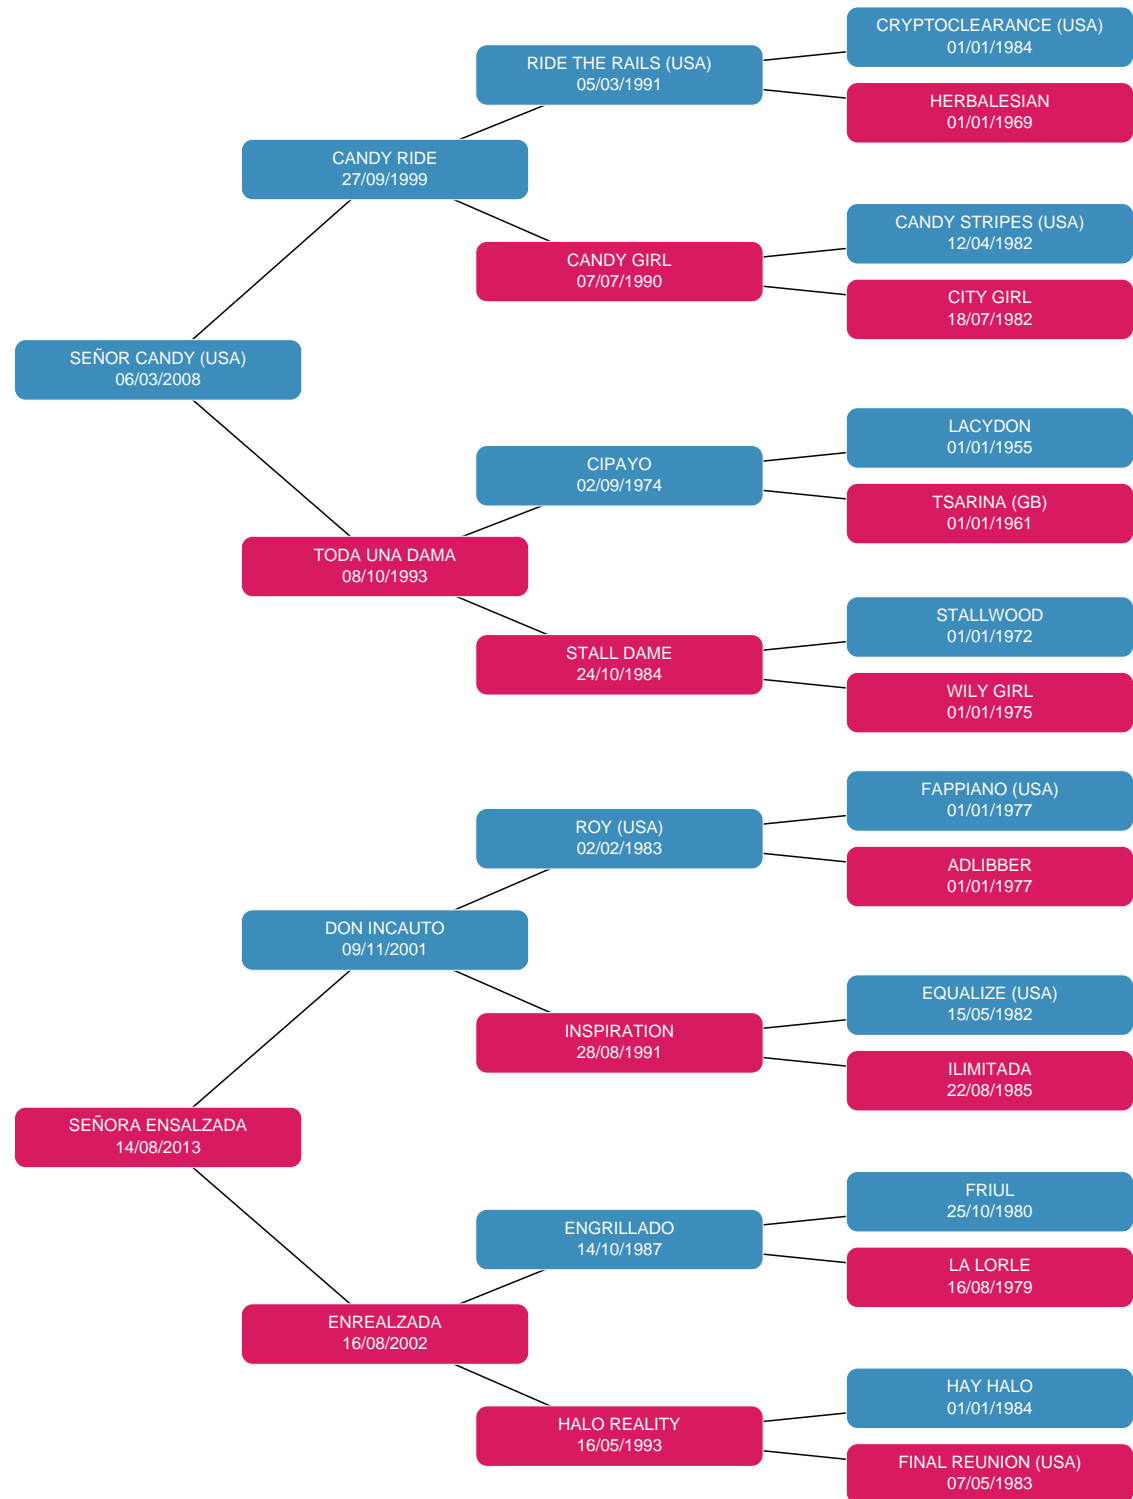 CRYPTOCLEARANCE (USA)
01/01/1984
RIDE THE RAILS (USA)
05/03/1991
HERBALESIAN
01/01/1969
CANDY RIDE
27/09/1999
CANDY STRIPES (USA)
12/04/1982
CANDY GIRL
07/07/1990
CITY GIRL
18/07/1982
SEÑOR CANDY (USA)
06/03/2008
LACYDON
01/01/1955
CIPAYO
02/09/1974
TSARINA (GB)
01/01/1961
TODA UNA DAMA
08/10/1993
STALLWOOD
01/01/1972
STALL DAME
24/10/1984
WILY GIRL
01/01/1975
FAPPIANO (USA)
01/01/1977
ROY (USA)
02/02/1983
ADLIBBER
01/01/1977
DON INCAUTO
09/11/2001
EQUALIZE (USA)
15/05/1982
INSPIRATION
28/08/1991
ILIMITADA
22/08/1985
SEÑORA ENSALZADA
14/08/2013
FRIUL
25/10/1980
ENGRILLADO
14/10/1987
LA LORLE
16/08/1979
ENREALZADA
16/08/2002
HAY HALO
01/01/1984
HALO REALITY
16/05/1993
FINAL REUNION (USA)
07/05/1983